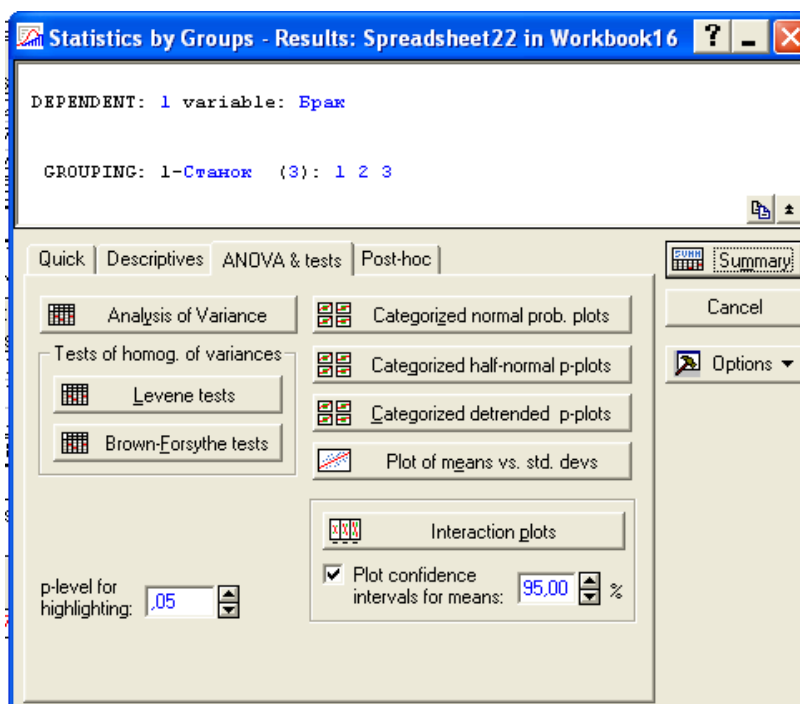 Statistics by Groups - Results: Spreadsheet22 in Workbook16
DEPENDENT: 1 variable: Брак
GROUPING: 1-Станок (3): 1 2 3
Quick
Descriptives
ANOVA & tests
Post-hoc
Summary
Cancel
Options
Analysis of Variance
Tests of homog. of variances
Levene tests
Brown-Forsythe tests
Categorized normal prob. plots
Categorized half-normal p-plots
Categorized detrended p-plots
Plot of means vs. std. devs
Interaction plots
Plot confidence
intervals for means: 95,00 %
p-level for
highlighting: ,05